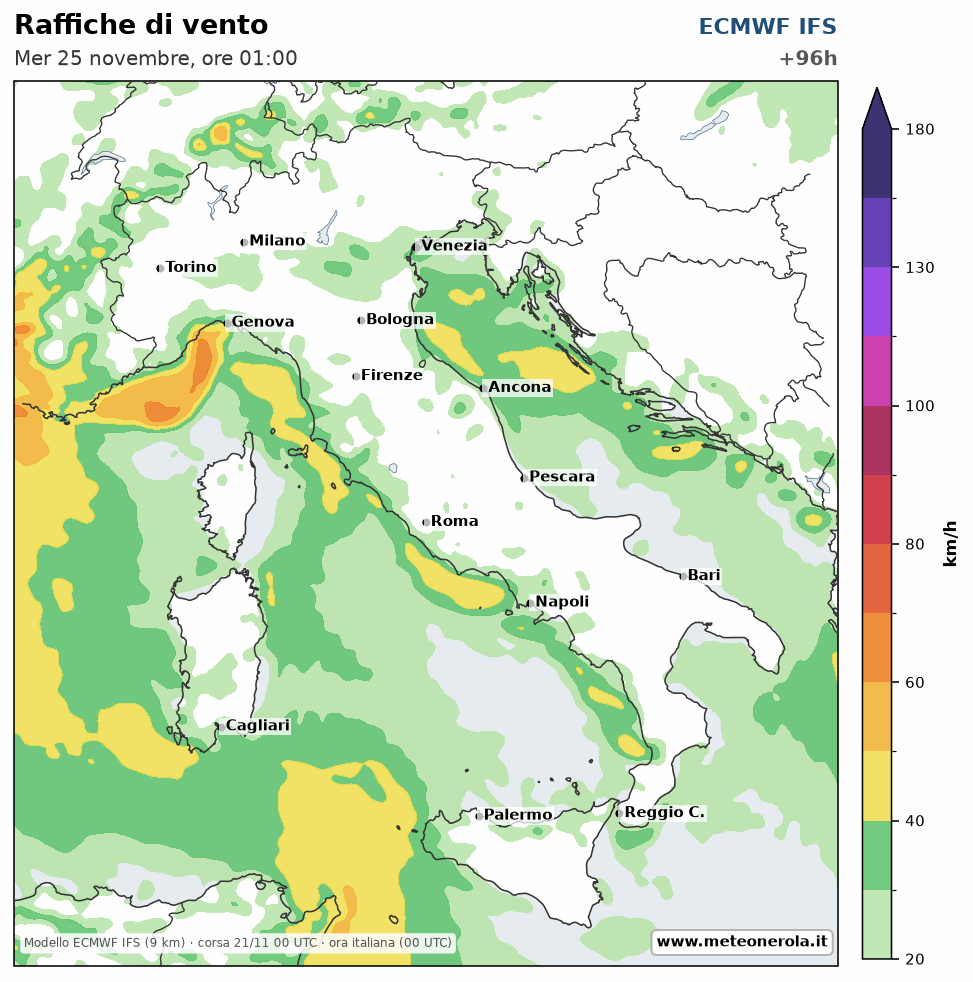 Raffiche di vento
ECMWF IFS
Mer 25 novembre, ore 01:00
+96h
180
130
100
80
60
40
20
km/h
Venezia
Milano
Torino
Genova
Bologna
Firenze
Ancona
Pescara
Roma
Bari
Napoli
Cagliari
Palermo
Reggio C.
Modello ECMWF IFS (9 km) · corsa 21/11 00 UTC · ora italiana (00 UTC)
www.meteonerola.it